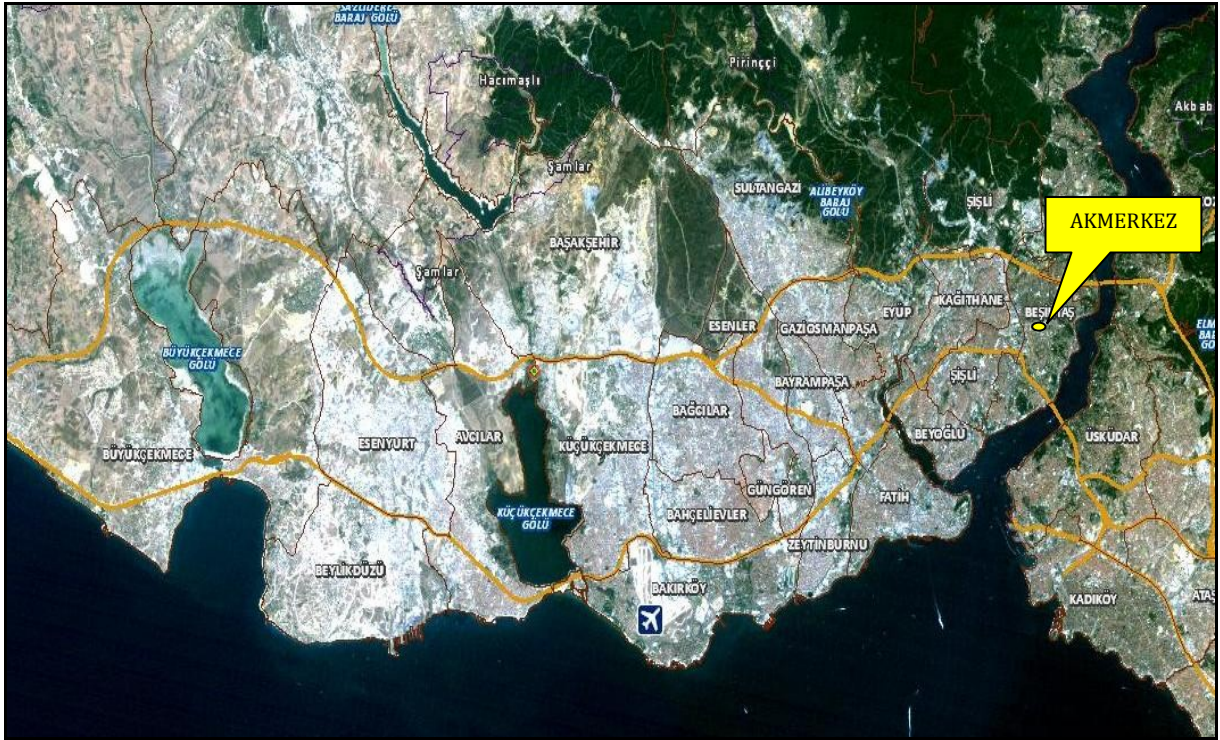 SAZLIDERE
BARAJ GÖLÜ
Hacımaşlı
Pirinççi
Akbab
Şamlar
SULTANGAZİ
ALİBEYKÖY
BARAJ
GÖLÜ
ŞİŞLİ
AKMERKEZ
BAŞAKŞEHİR
Şamlar
EYÜP
KAĞITHANE
BEŞİKTAŞ
ESENLER
GAZİOSMANPAŞA
BÜYÜKÇEKMECE
GÖLÜ
BAYRAMPAŞA
ŞİŞLİ
BAĞCILAR
BEYOĞLU
ÜSKÜDAR
ESENYURT
AVCILAR
KÜÇÜKÇEKMECE
BÜYÜKÇEKMECE
GÜNGÖREN
FATİH
KÜÇÜKÇEKMECE
GÖLÜ
BAHÇELİEVLER
ZEYTİNBURNU
BEYLİKDÜZÜ
BAKIRKÖY
KADIKÖY
ATAŞ